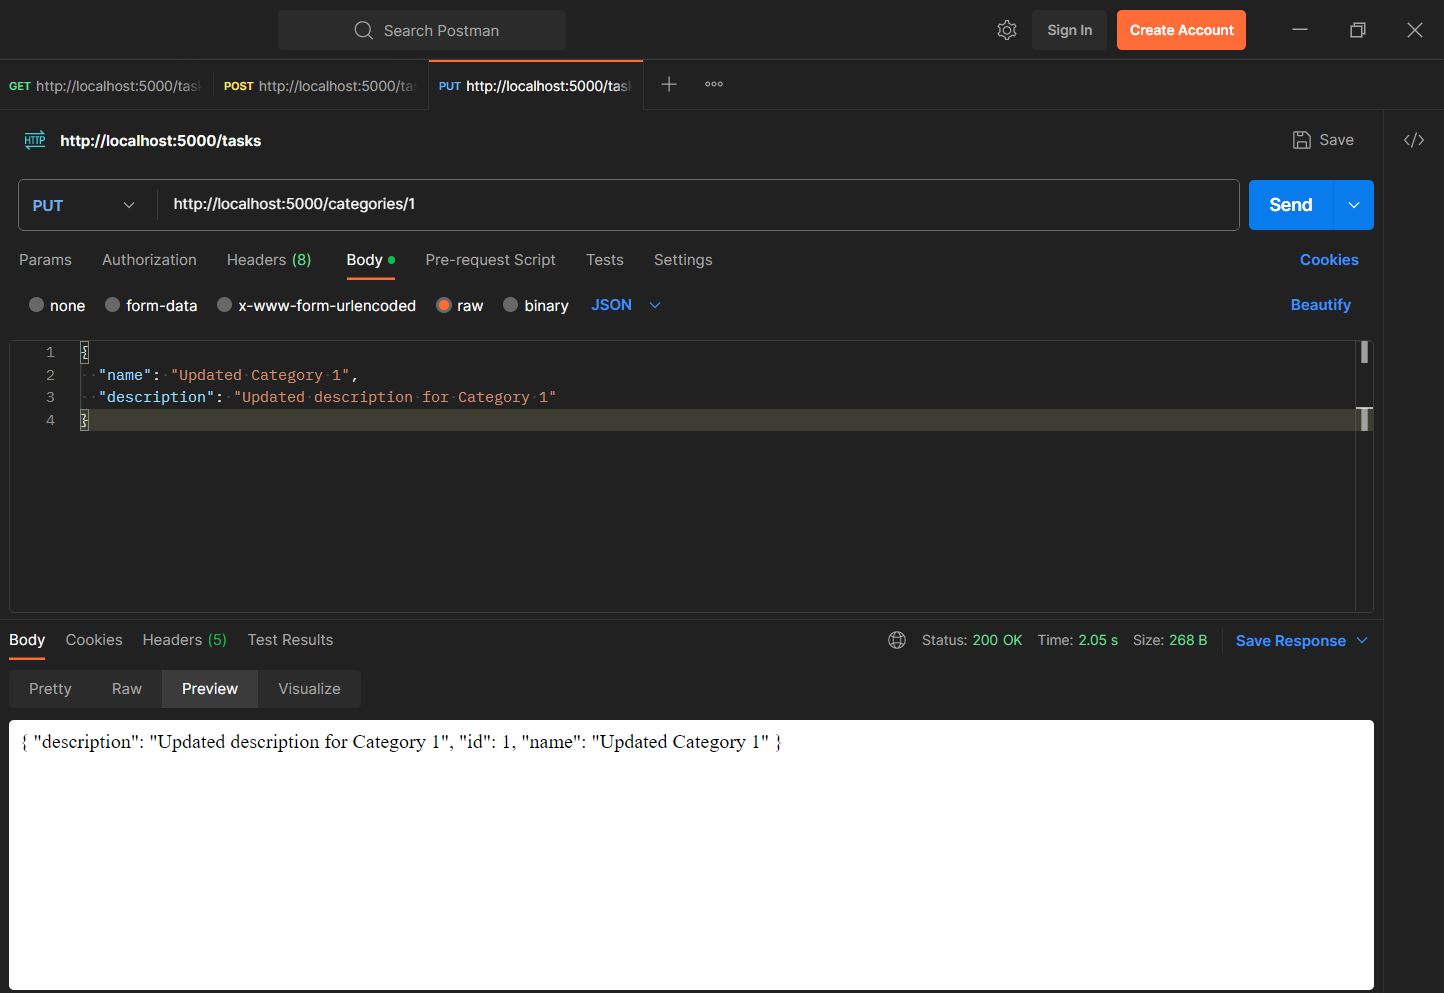 Search Postman
Sign In
Create Account
GET http://localhost:5000/tas
POST http://localhost:5000/ta
PUT http://localhost:5000/tas
HTTP http://localhost:5000/tasks
Save
PUT http://localhost:5000/categories/1
Send
Params Authorization Headers (8) Body Pre-request Script Tests Settings Cookies
none form-data x-www-form-urlencoded raw binary JSON Beautify
1 {
2 "name": "Updated Category 1",
3 "description": "Updated description for Category 1"
4 }
Body Cookies Headers (5) Test Results Status: 200 OK Time: 2.05 s Size: 268 B Save Response
Pretty Raw Preview Visualize
{ "description": "Updated description for Category 1", "id": 1, "name": "Updated Category 1" }